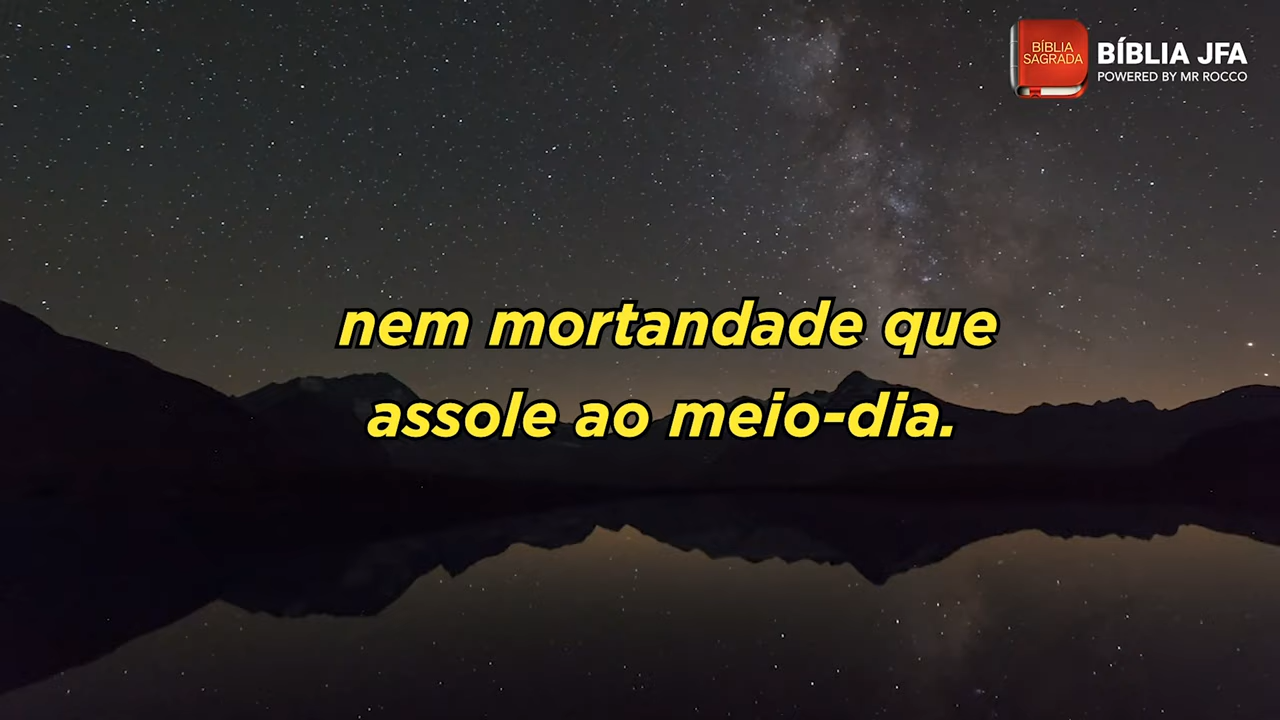 BÍBLIA
SAGRADA
BÍBLIA JFA
POWERED BY MR ROCCO
nem mortandade que
assole ao meio-dia.